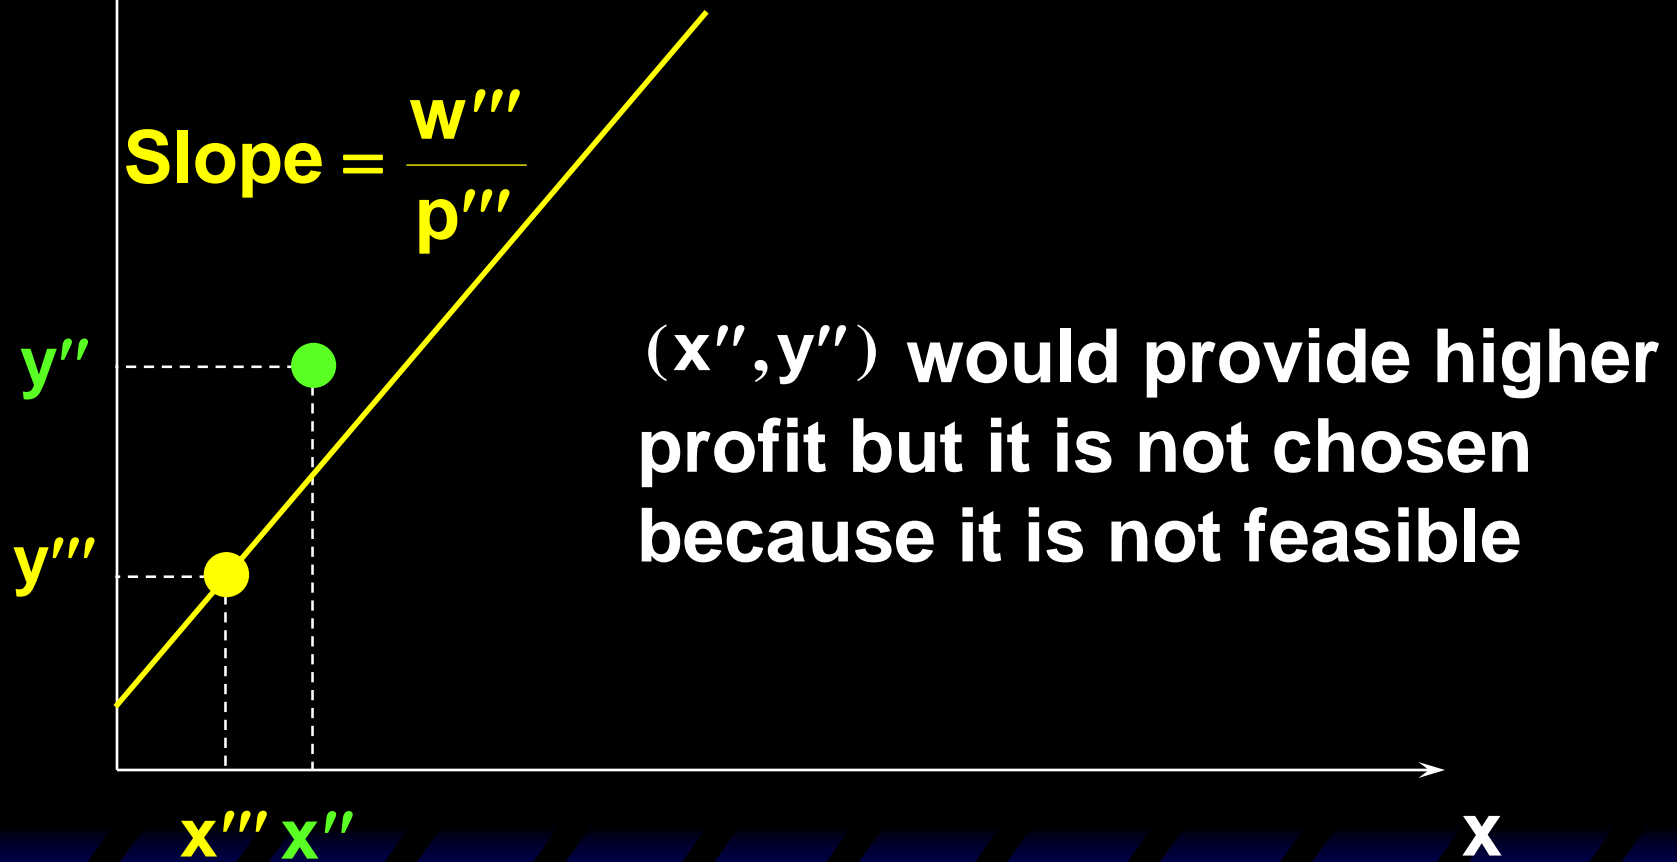 Slope = w′′′
p′′′
y′′
(x′′,y′′) would provide higher
profit but it is not chosen
because it is not feasible
y′′′
x′′′ x′′ x